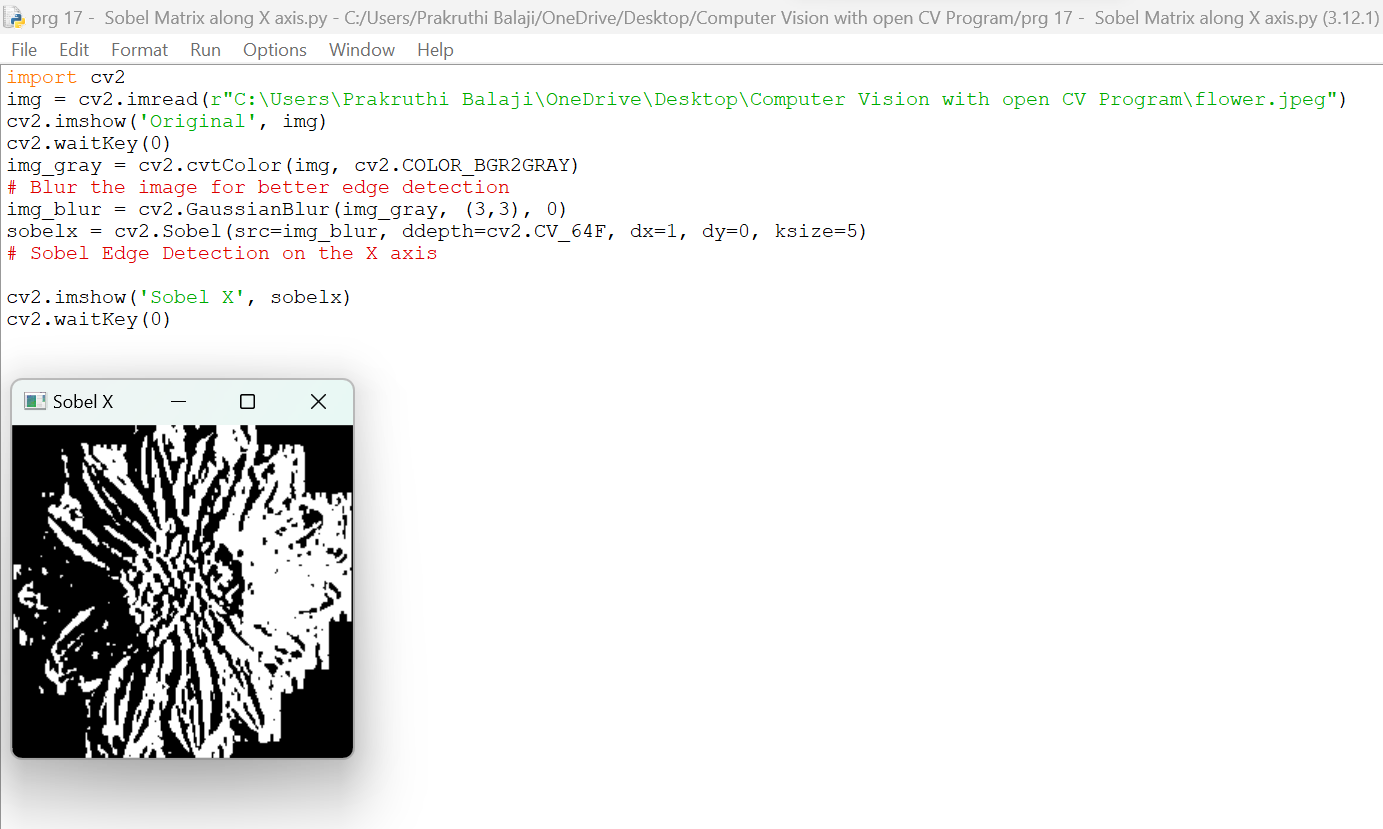 prg 17 -  Sobel Matrix along X axis.py - C:/Users/Prakruthi Balaji/OneDrive/Desktop/Computer Vision with open CV Program/prg 17 -  Sobel Matrix along X axis.py (3.12.1)
File Edit Format Run Options Window Help
import cv2
img = cv2.imread(r"C:\Users\Prakruthi Balaji\OneDrive\Desktop\Computer Vision with open CV Program\flower.jpeg")
cv2.imshow('Original', img)
cv2.waitKey(0)
img_gray = cv2.cvtColor(img, cv2.COLOR_BGR2GRAY)
# Blur the image for better edge detection
img_blur = cv2.GaussianBlur(img_gray, (3,3), 0)
sobelx = cv2.Sobel(src=img_blur, ddepth=cv2.CV_64F, dx=1, dy=0, ksize=5)
# Sobel Edge Detection on the X axis
cv2.imshow('Sobel X', sobelx)
cv2.waitKey(0)
Sobel X